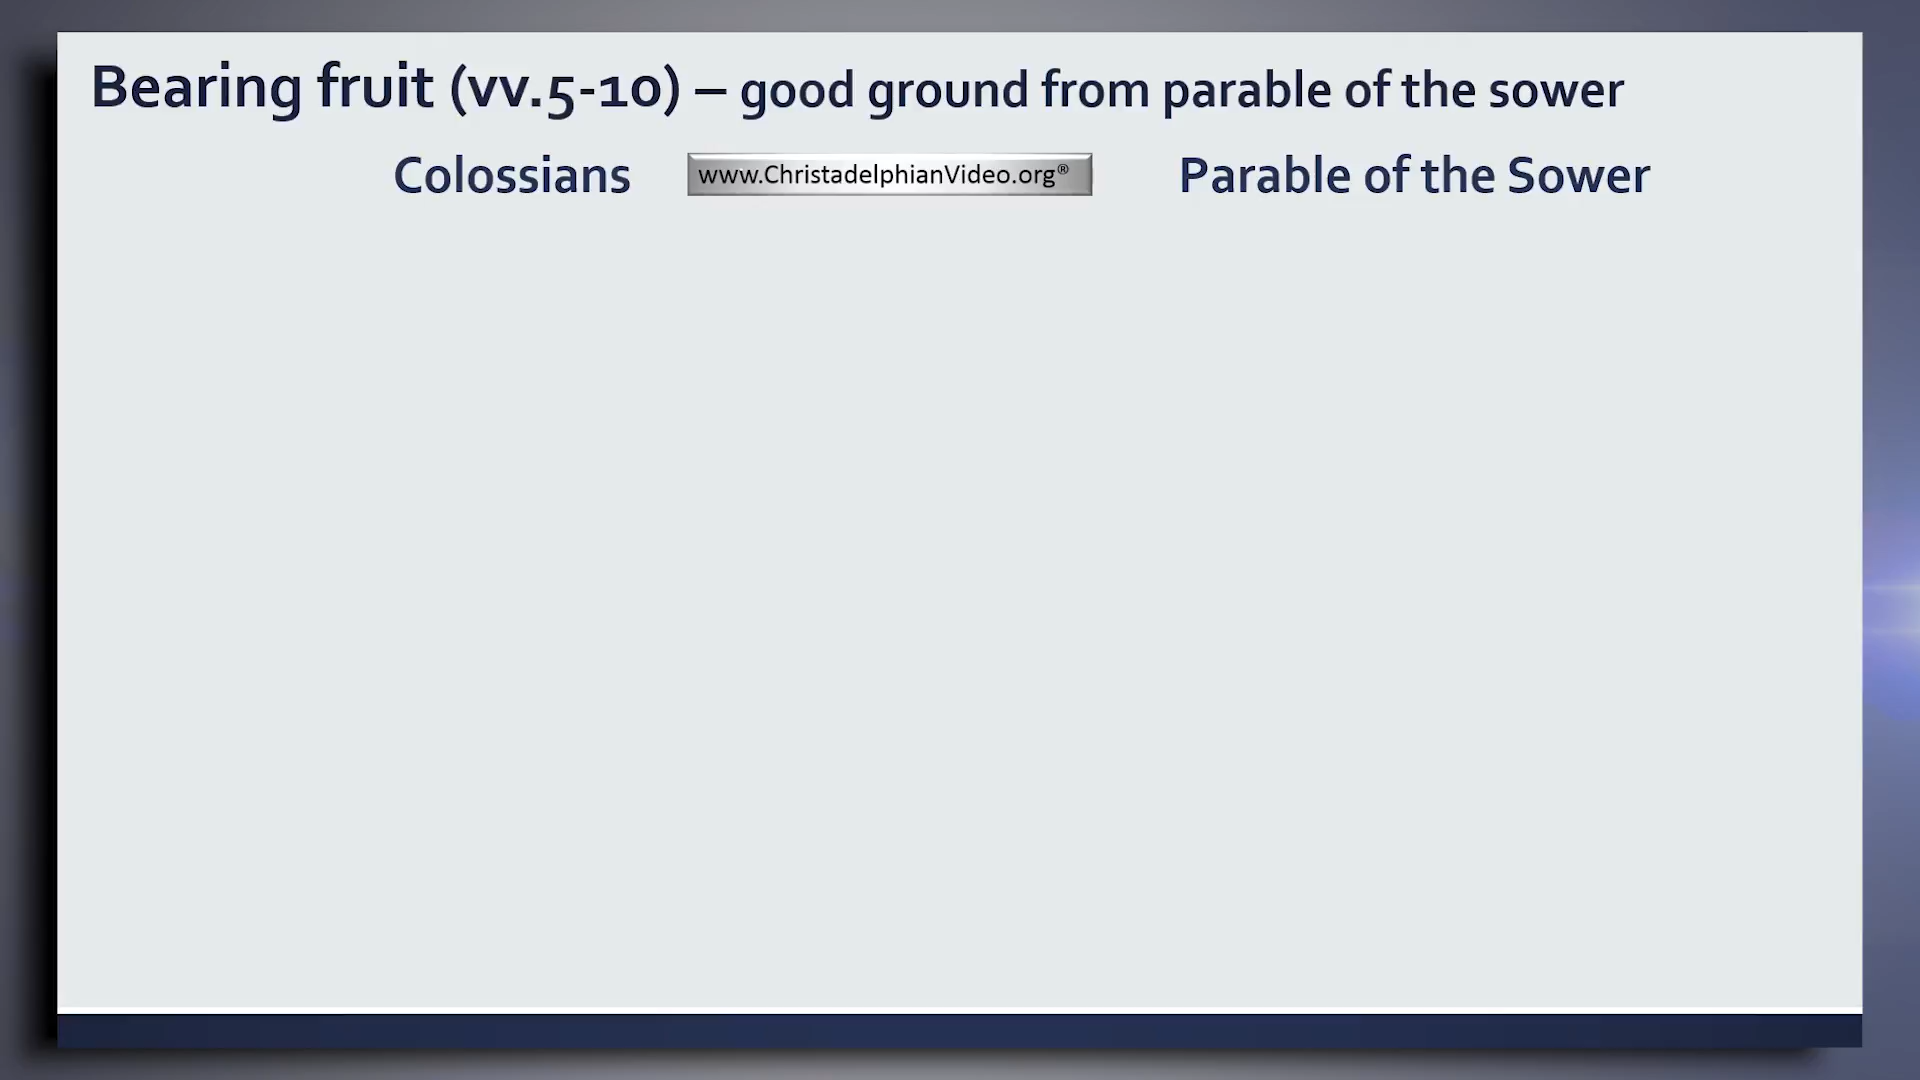 Bearing fruit (vv.5-10) – good ground from parable of the sower
Colossians www.ChristadelphianVideo.org® Parable of the Sower